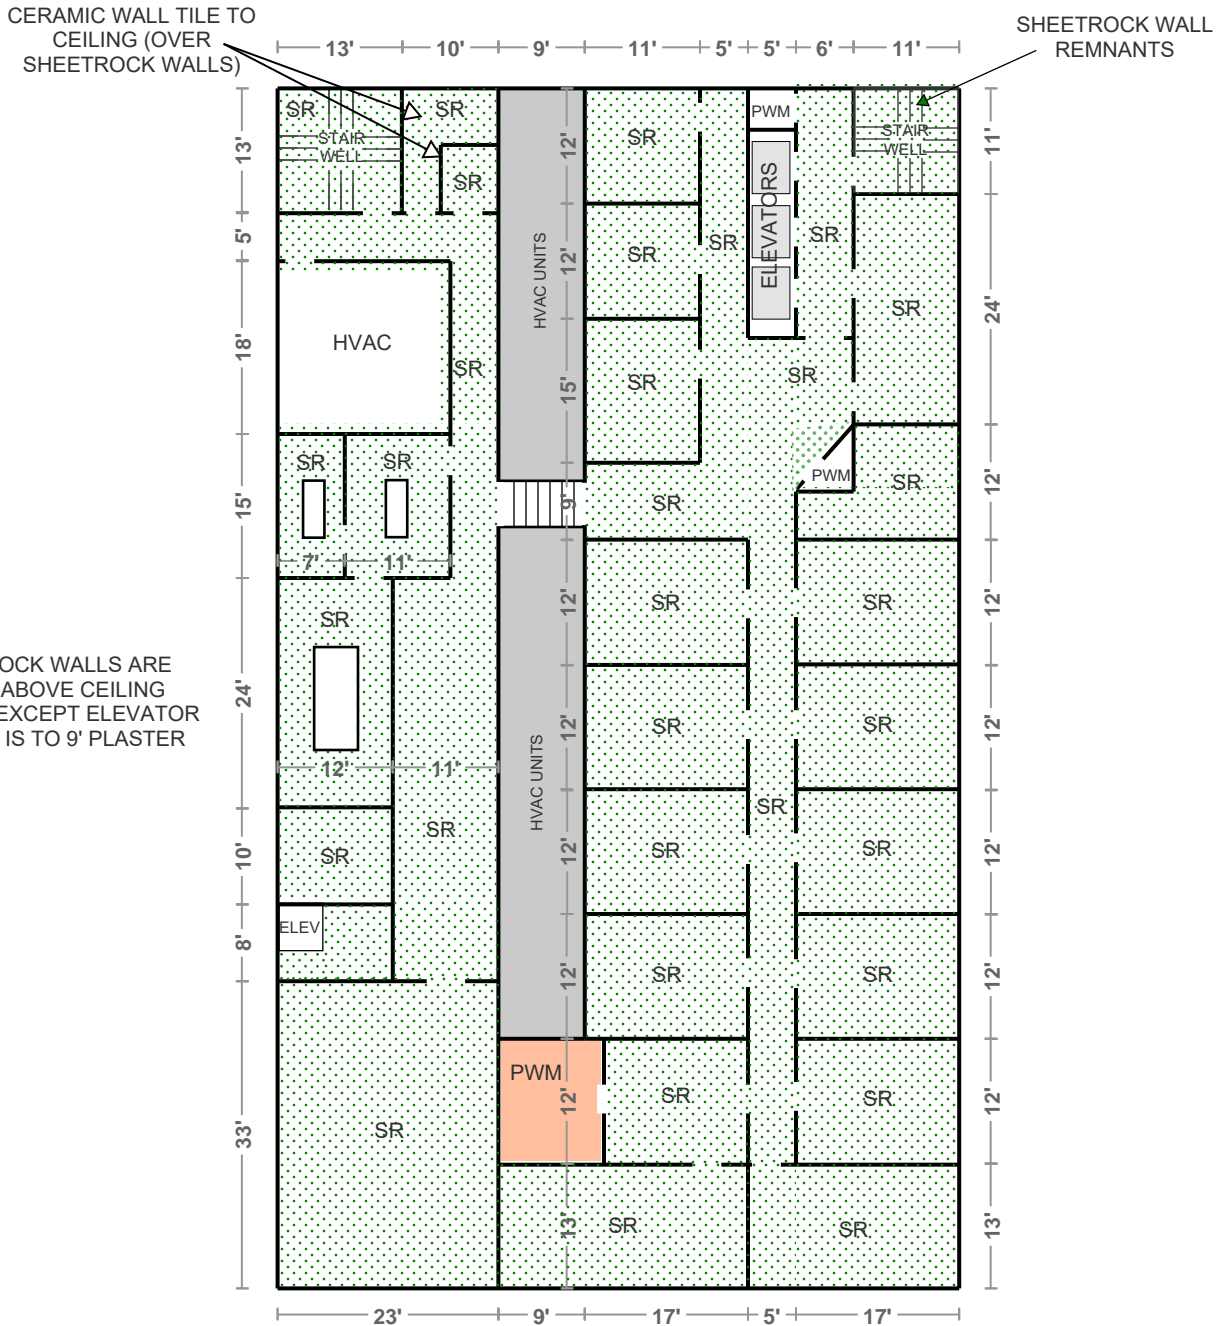 CERAMIC WALL TILE TO
CEILING (OVER
SHEETROCK WALLS)
SHEETROCK WALL
REMNANTS
13'
10'
9'
11'
5'
5'
6'
11'
SR
SR
STAIR
WELL
SR
12'
SR
PWM
STAIR
WELL
13'
11'
5'
HVAC UNITS
12'
SR
SR
ELEVATORS
SR
SR
24'
18'
HVAC
SR
15'
SR
SR
SR
SR
15'
9'
SR
PWM
SR
12'
7'
11'
SR
12'
SR
SR
12'
OCK WALLS ARE
ABOVE CEILING
EXCEPT ELEVATOR
IS TO 9' PLASTER
24'
12'
11'
HVAC UNITS
12'
SR
SR
12'
SR
10'
SR
SR
12'
SR
SR
12'
8'
ELEV
12'
SR
SR
12'
33'
SR
PWM
12'
SR
SR
12'
13'
SR
SR
13'
23'
9'
17'
5'
17'